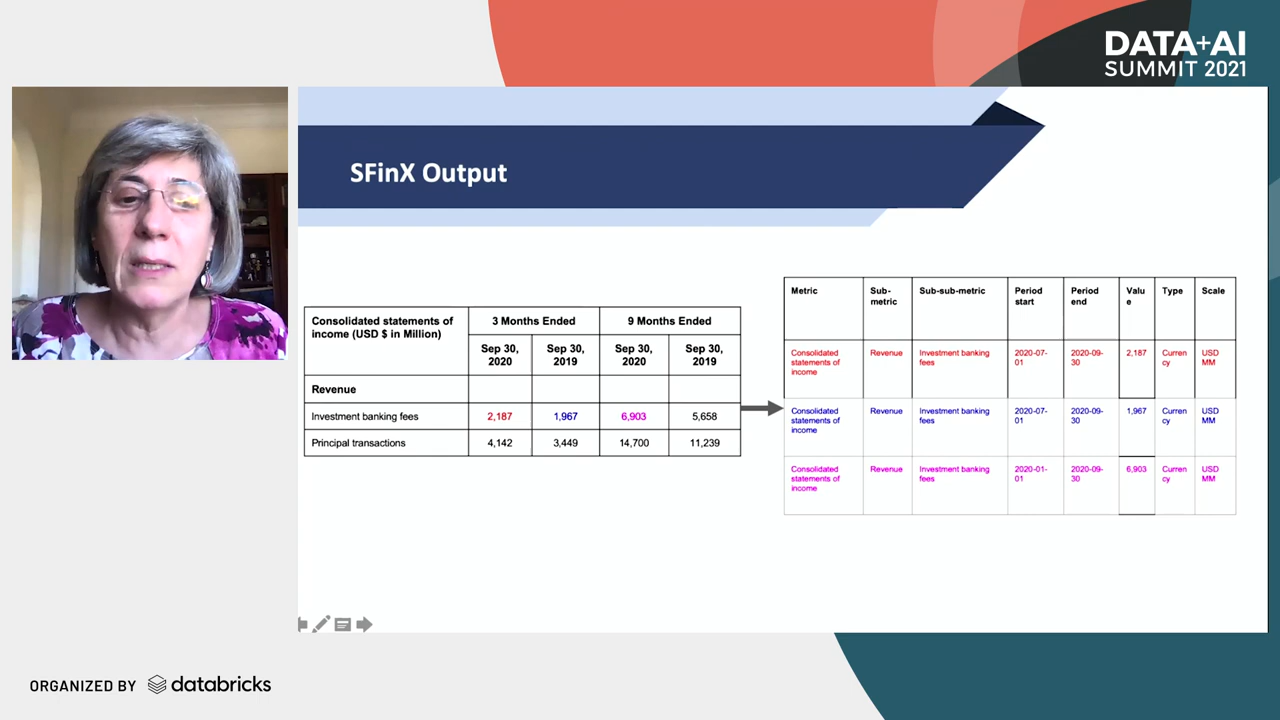 DATA+AI
SUMMIT 2021
SFinX Output
Consolidated statements of
income (USD $ in Million)
3 Months Ended
9 Months Ended
Sep 30,
2020
Sep 30,
2019
Sep 30,
2020
Sep 30,
2019
Revenue
Investment banking fees
2,187
1,967
6,903
5,658
Principal transactions
4,142
3,449
14,700
11,239
Metric
Sub-
metric
Sub-sub-metric
Period
start
Period
end
Valu
e
Type
Scale
Consolidated
statements of
income
Revenue
Investment banking
fees
2020-07-
01
2020-09-
30
2,187
Curren
cy
USD
MM
Consolidated
statements of
income
Revenue
Investment banking
fees
2020-07-
01
2020-09-
30
1,967
Curren
cy
USD
MM
Consolidated
statements of
income
Revenue
Investment banking
fees
2020-01-
01
2020-09-
30
6,903
Curren
cy
USD
MM
ORGANIZED BY databricks